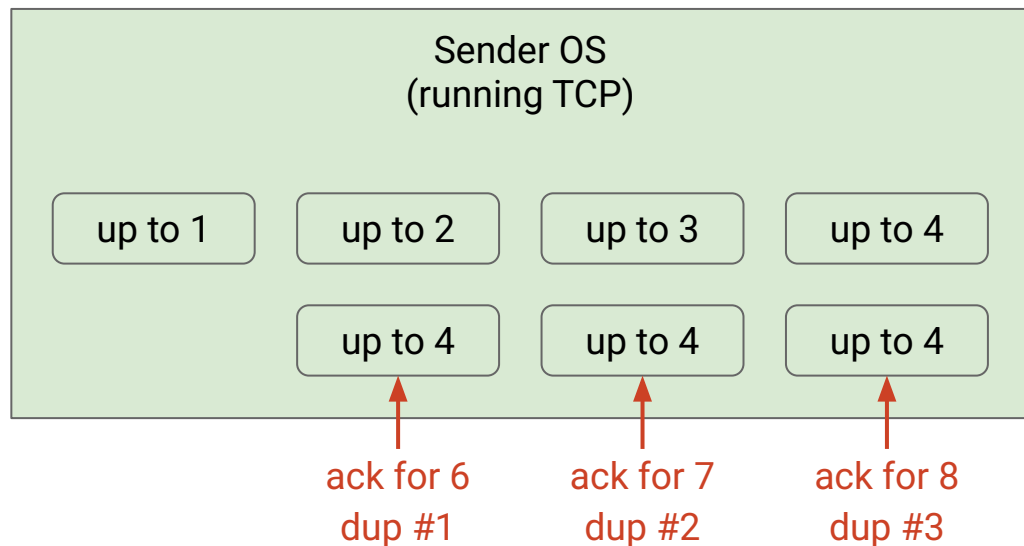 Sender OS
(running TCP)
up to 1
up to 2
up to 3
up to 4
up to 4
up to 4
up to 4
ack for 6
dup #1
ack for 7
dup #2
ack for 8
dup #3